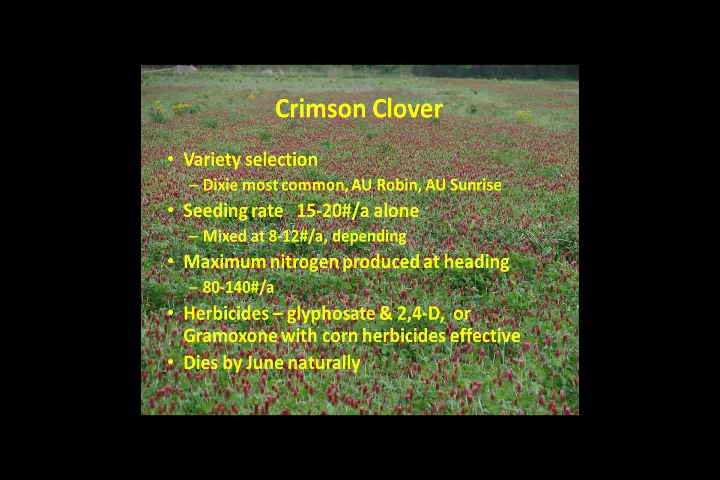 Crimson Clover
• Variety selection
– Dixie most common, AU Robin, AU Sunrise
• Seeding rate 15-20#/a alone
– Mixed at 8-12#/a, depending
• Maximum nitrogen produced at heading
– 80-140#/a
• Herbicides – glyphosate & 2,4-D, or
Gramoxone with corn herbicides effective
• Dies by June naturally